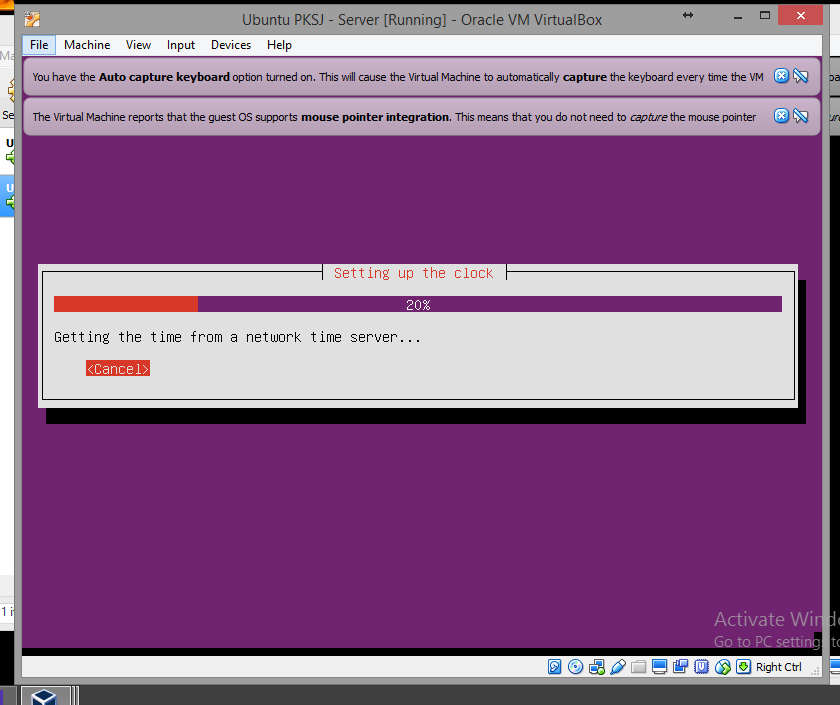 Ubuntu PKSJ - Server [Running] - Oracle VM VirtualBox
File Machine View Input Devices Help
You have the Auto capture keyboard option turned on. This will cause the Virtual Machine to automatically capture the keyboard every time the VM
The Virtual Machine reports that the guest OS supports mouse pointer integration. This means that you do not need to capture the mouse pointer
Setting up the clock
20%
Getting the time from a network time server...
<Cancel>
Activate Windo
Go to PC settings to
Right Ctrl